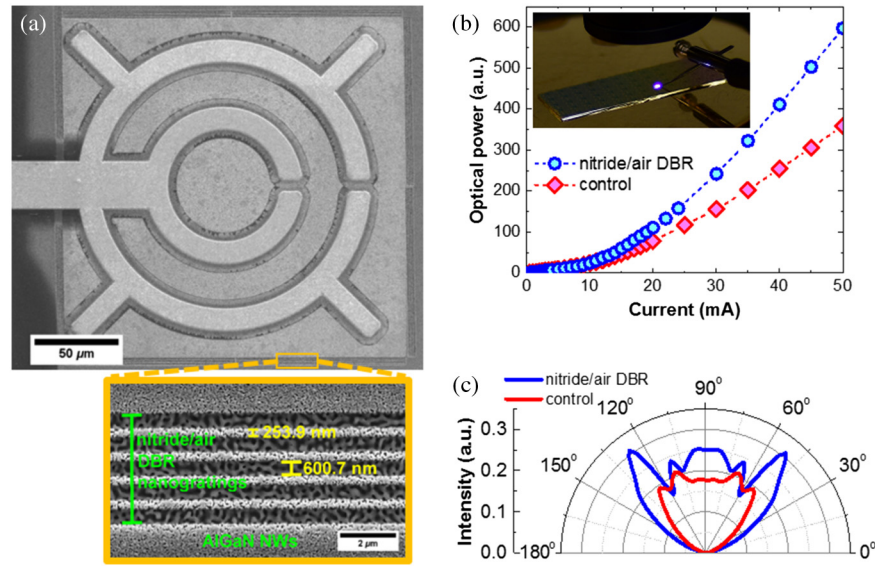 (a)
50 µm
nitride/air
DBR
nanogratings
253.9 nm
600.7 nm
AlGaN NWs
2 µm
(b)
Optical power (a.u.)
600
500
400
300
200
100
0
nitride/air DBR
control
0 10 20 30 40 50
Current (mA)
(c)
nitride/air DBR
control
Intensity (a.u.)
0.3
0.2
0.1
0.0
180°
150°
120°
90°
60°
30°
0°